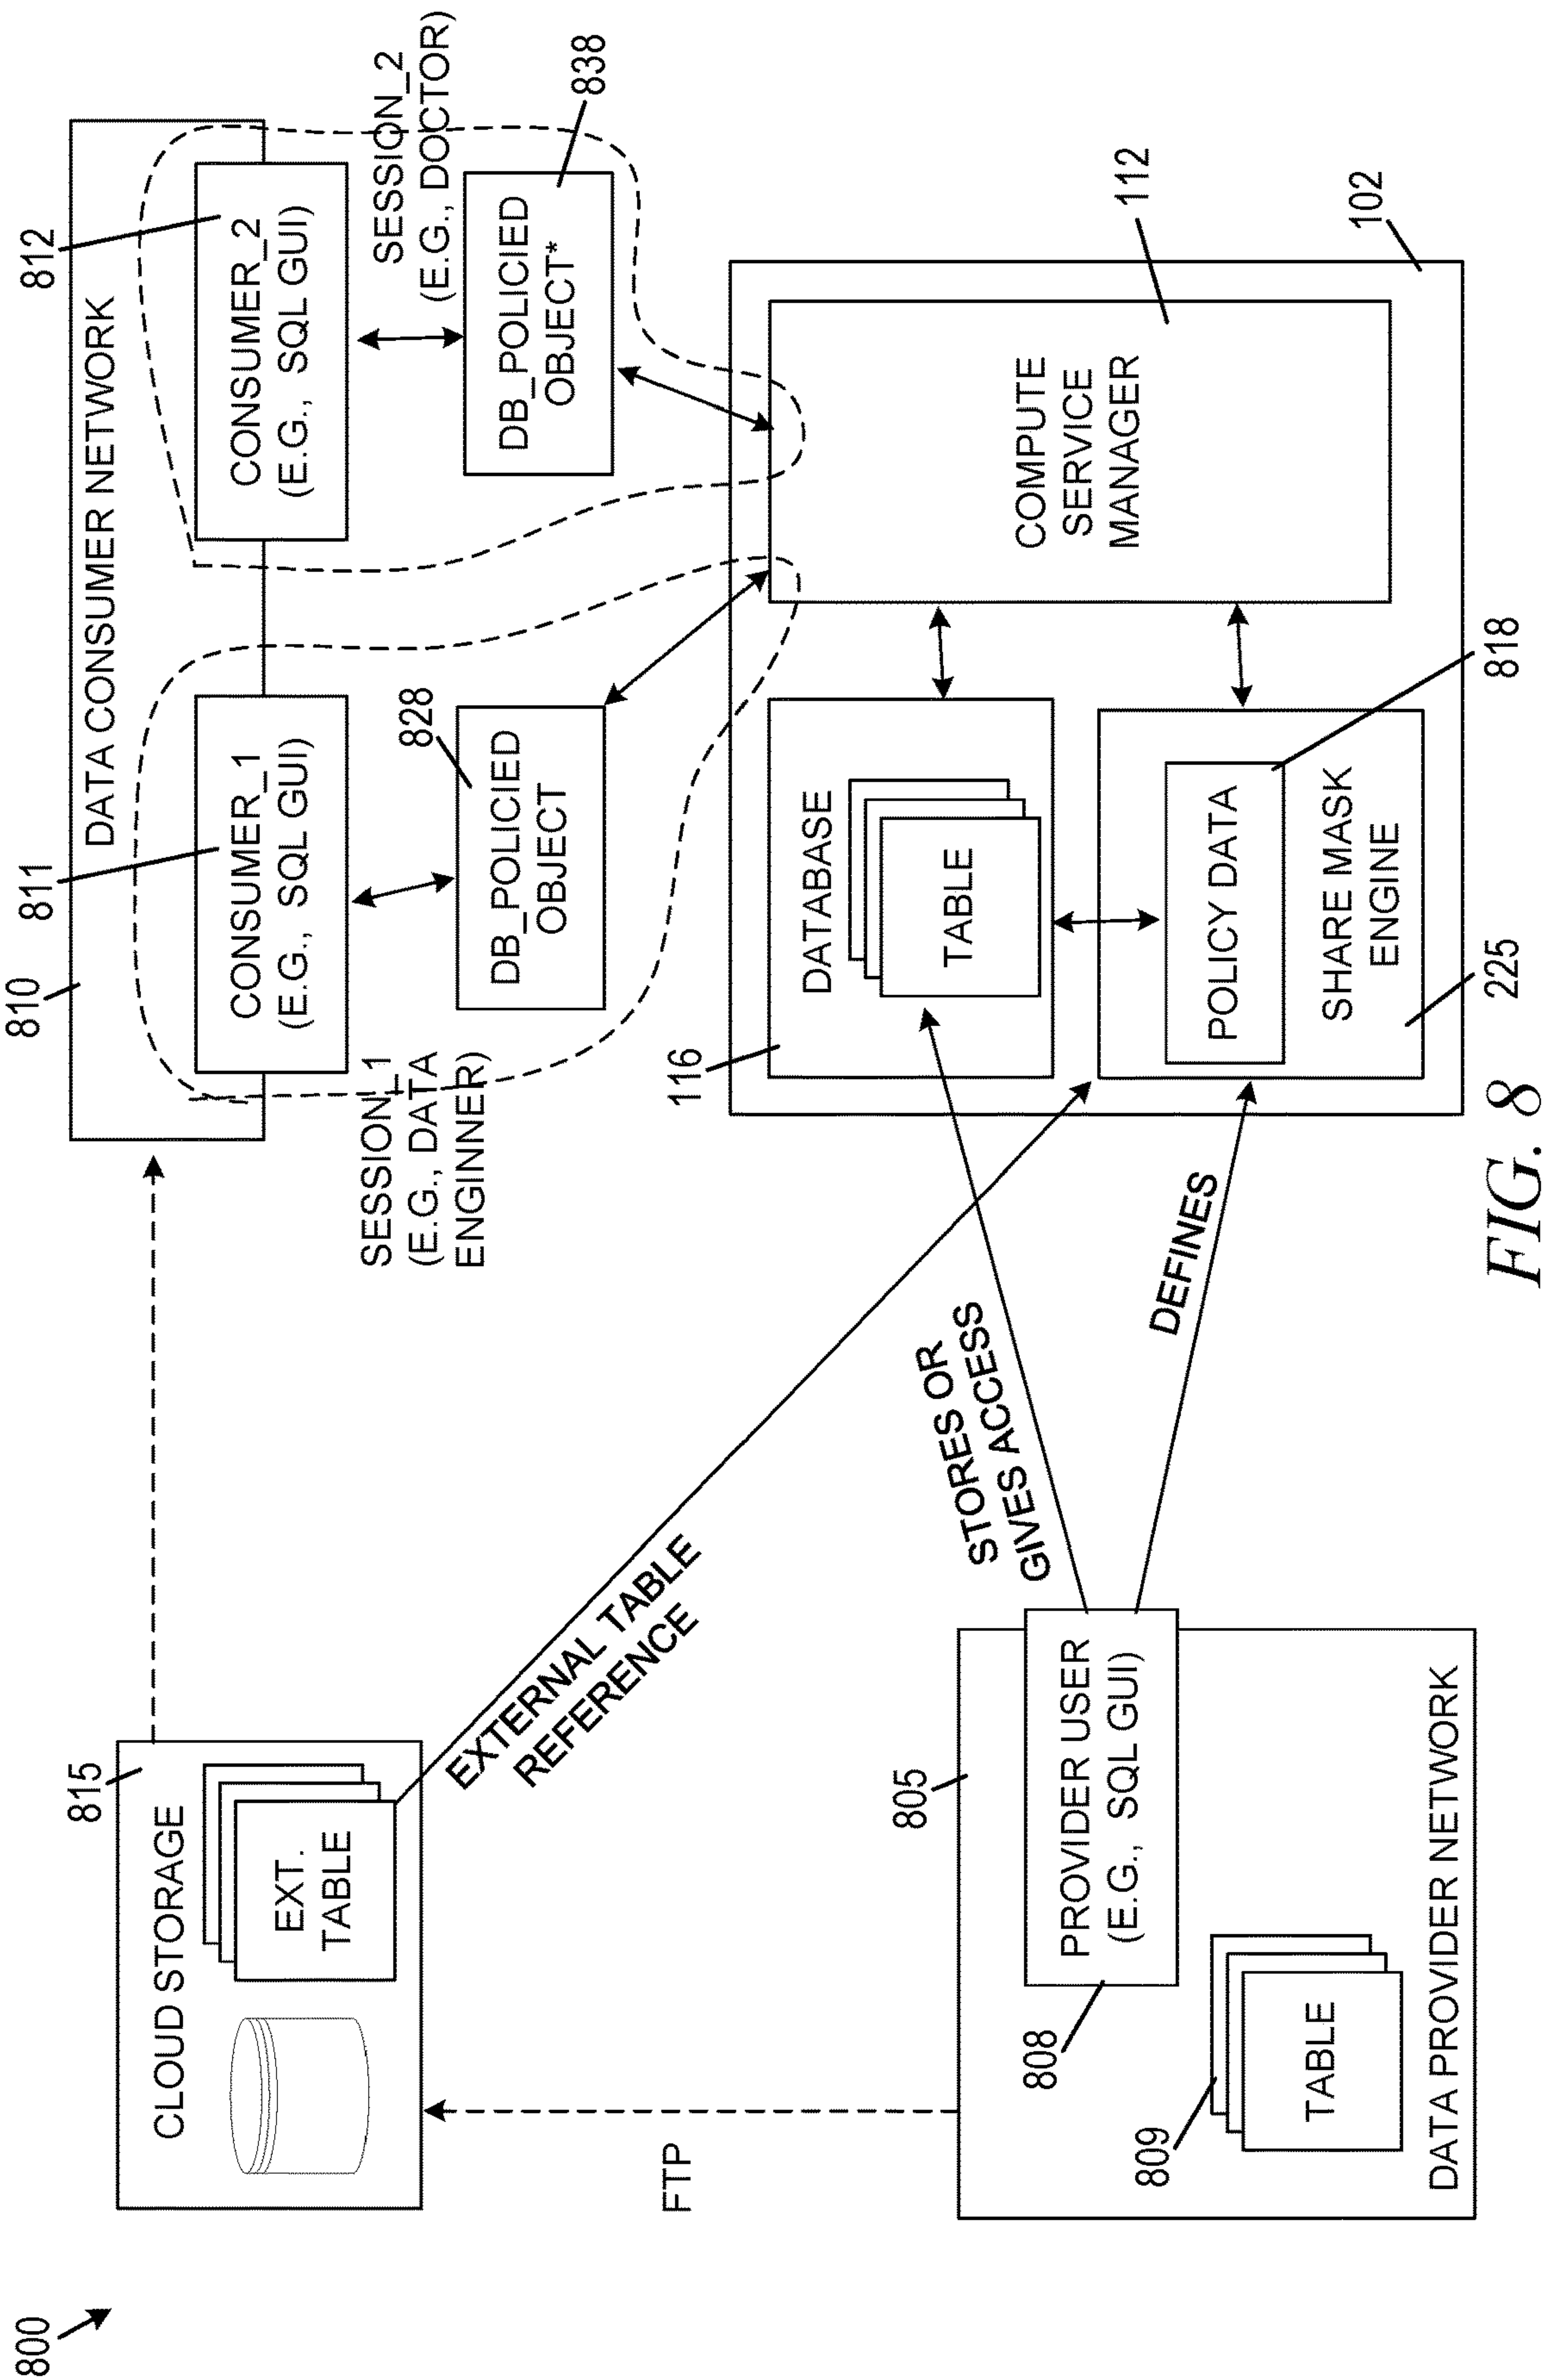 800
CLOUD STORAGE
815
EXT.
TABLE
FTP
EXTERNAL TABLE
REFERENCE
810
811
812
DATA CONSUMER NETWORK
CONSUMER_1
(E.G., SQL GUI)
CONSUMER_2
(E.G., SQL GUI)
SESSION_1
(E.G., DATA
ENGINNER)
828
DB_POLICIED
OBJECT
SESSION_2
(E.G., DOCTOR)
838
DB_POLICIED
OBJECT*
805
808
PROVIDER USER
(E.G., SQL GUI)
809
TABLE
DATA PROVIDER NETWORK
STORES OR
GIVES ACCESS
DEFINES
116
DATABASE
TABLE
COMPUTE
SERVICE
MANAGER
112
102
POLICY DATA
818
SHARE MASK
ENGINE
225
FIG. 8